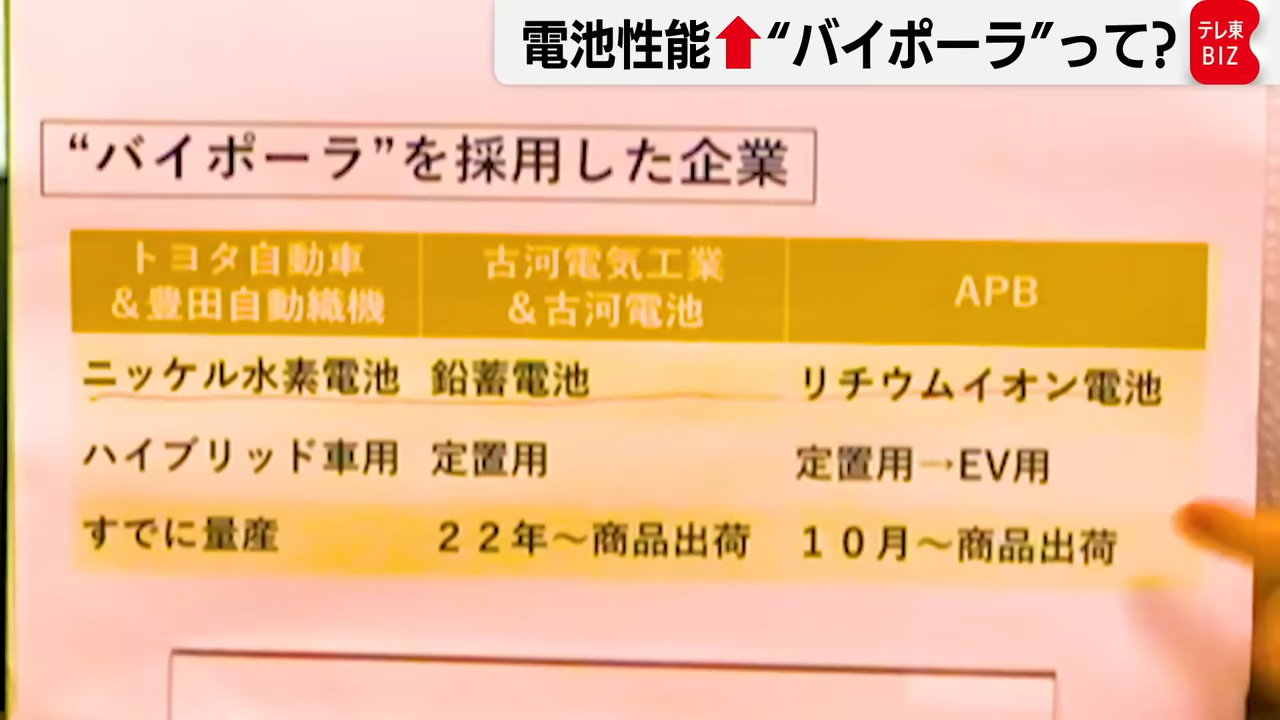 電池性能↑“バイポーラ”って?
テレ東
BIZ
“バイポーラ”を採用した企業
トヨタ自動車
&豊田自動織機
古河電気工業
&古河電池
APB
ニッケル水素電池 鉛蓄電池 リチウムイオン電池
ハイブリッド車用 定置用 定置用→EV用
すでに量産 22年～商品出荷 10月～商品出荷